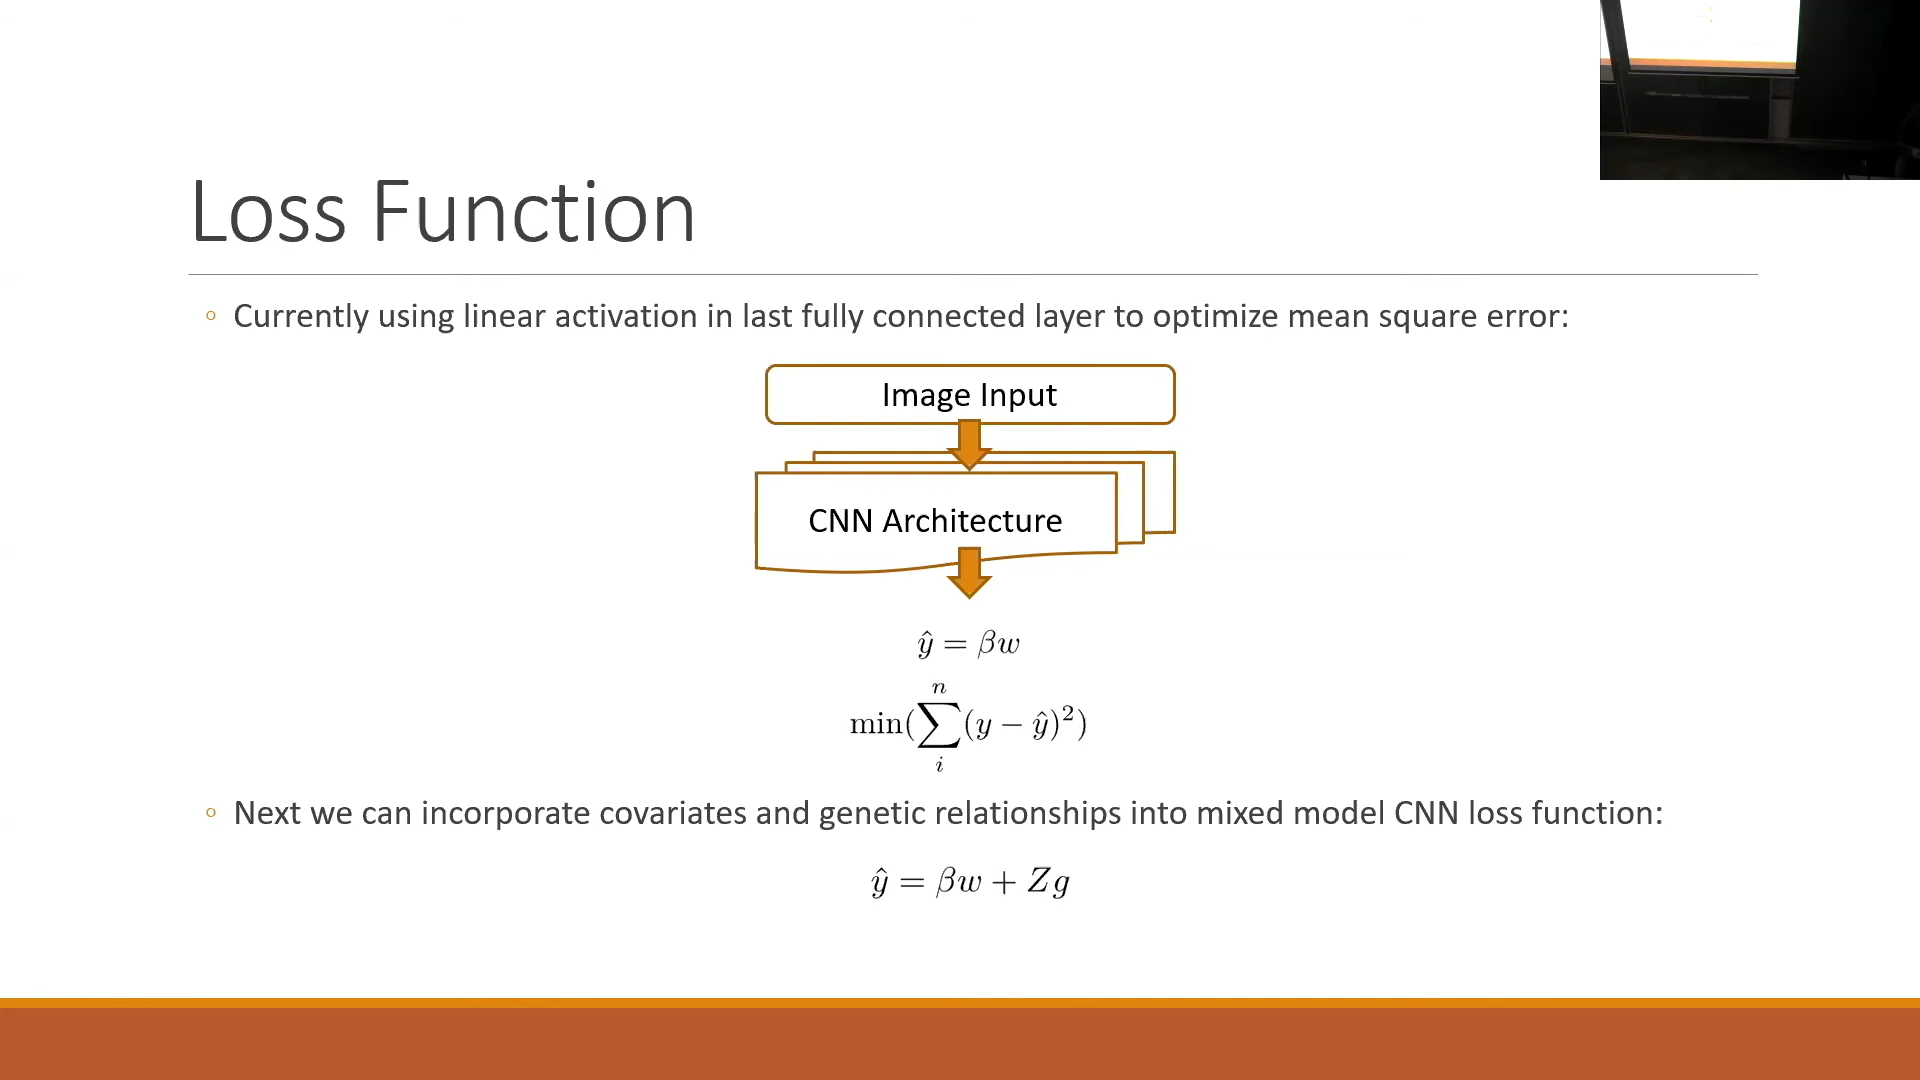 Loss Function
◦ Currently using linear activation in last fully connected layer to optimize mean square error:
Image Input
CNN Architecture
ŷ = βw
min(∑_i^n (y − ŷ)²)
◦ Next we can incorporate covariates and genetic relationships into mixed model CNN loss function:
ŷ = βw + Zg